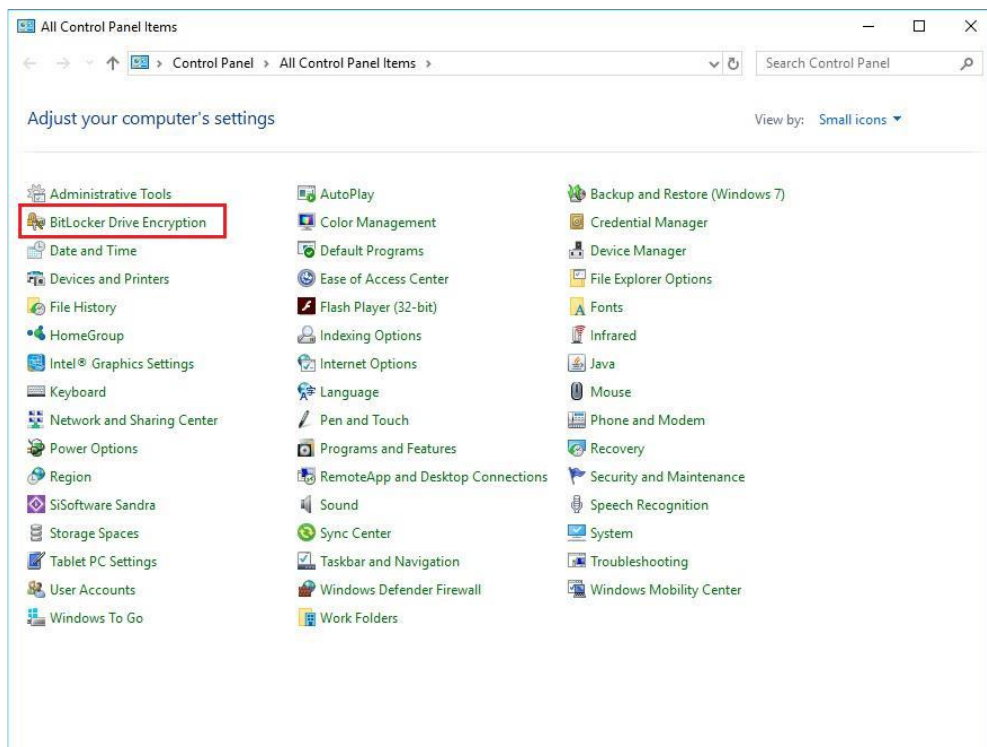 All Control Panel Items
Control Panel > All Control Panel Items >
Search Control Panel
Adjust your computer's settings
View by: Small icons
Administrative Tools
AutoPlay
Backup and Restore (Windows 7)
BitLocker Drive Encryption
Color Management
Credential Manager
Date and Time
Default Programs
Device Manager
Devices and Printers
Ease of Access Center
File Explorer Options
File History
Flash Player (32-bit)
Fonts
HomeGroup
Indexing Options
Infrared
Intel® Graphics Settings
Internet Options
Java
Keyboard
Language
Mouse
Network and Sharing Center
Pen and Touch
Phone and Modem
Power Options
Programs and Features
Recovery
Region
RemoteApp and Desktop Connections
Security and Maintenance
SiSoftware Sandra
Sound
Speech Recognition
Storage Spaces
Sync Center
System
Tablet PC Settings
Taskbar and Navigation
Troubleshooting
User Accounts
Windows Defender Firewall
Windows Mobility Center
Windows To Go
Work Folders